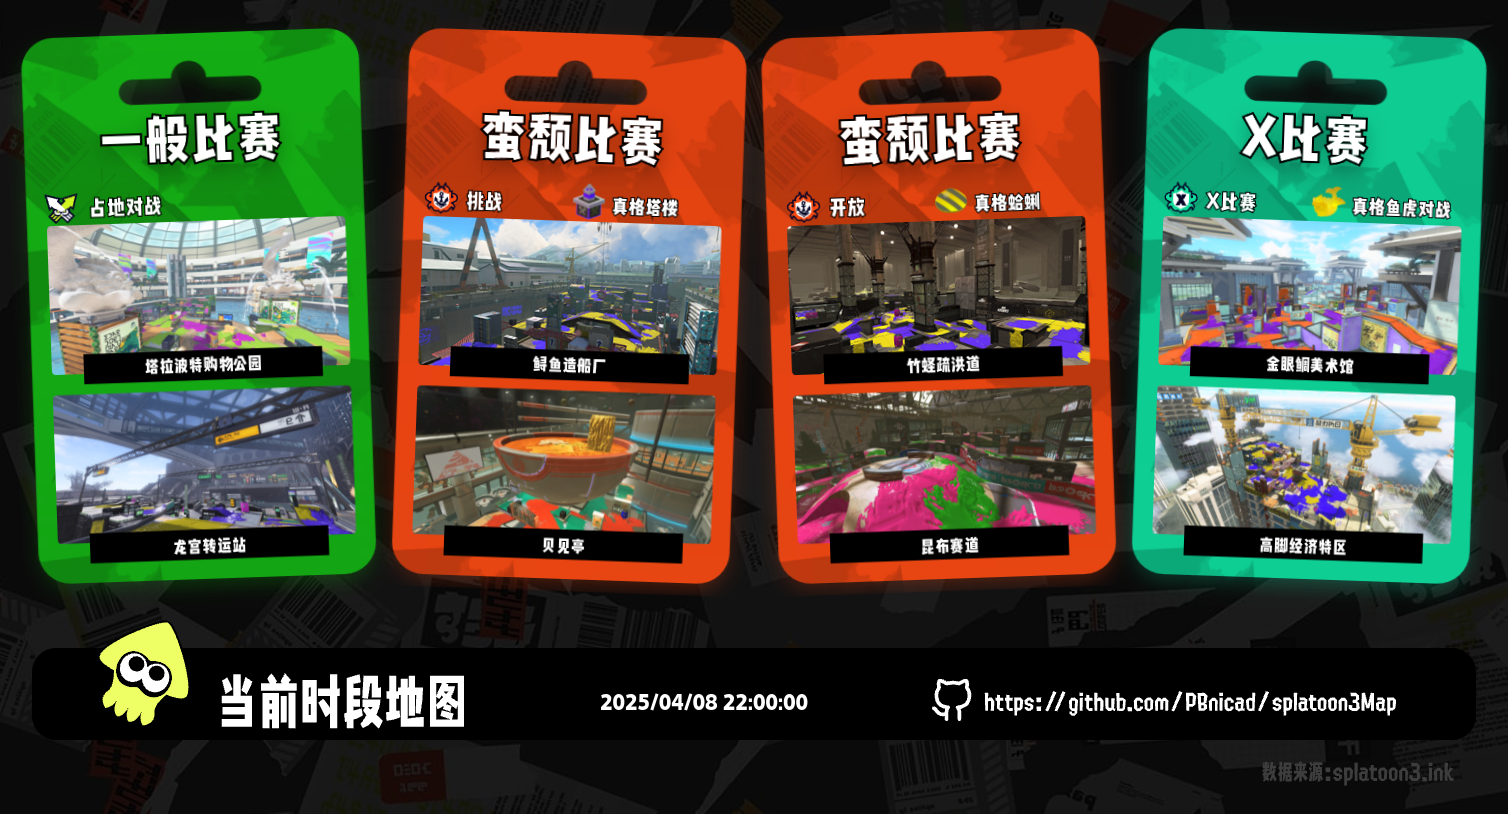 一般比赛
占地对战
塔拉波特购物公园
龙宫转运站
蛮颓比赛
挑战
真格塔楼
鲟鱼造船厂
贝见亭
蛮颓比赛
开放
真格蛤蜊
竹蛏疏洪道
昆布赛道
X比赛
X比赛
真格鱼虎对战
金眼鲷美术馆
高脚经济特区
当前时段地图
2025/04/08 22:00:00
https://github.com/PBnicad/splatoon3Map
数据来源:splatoon3.ink